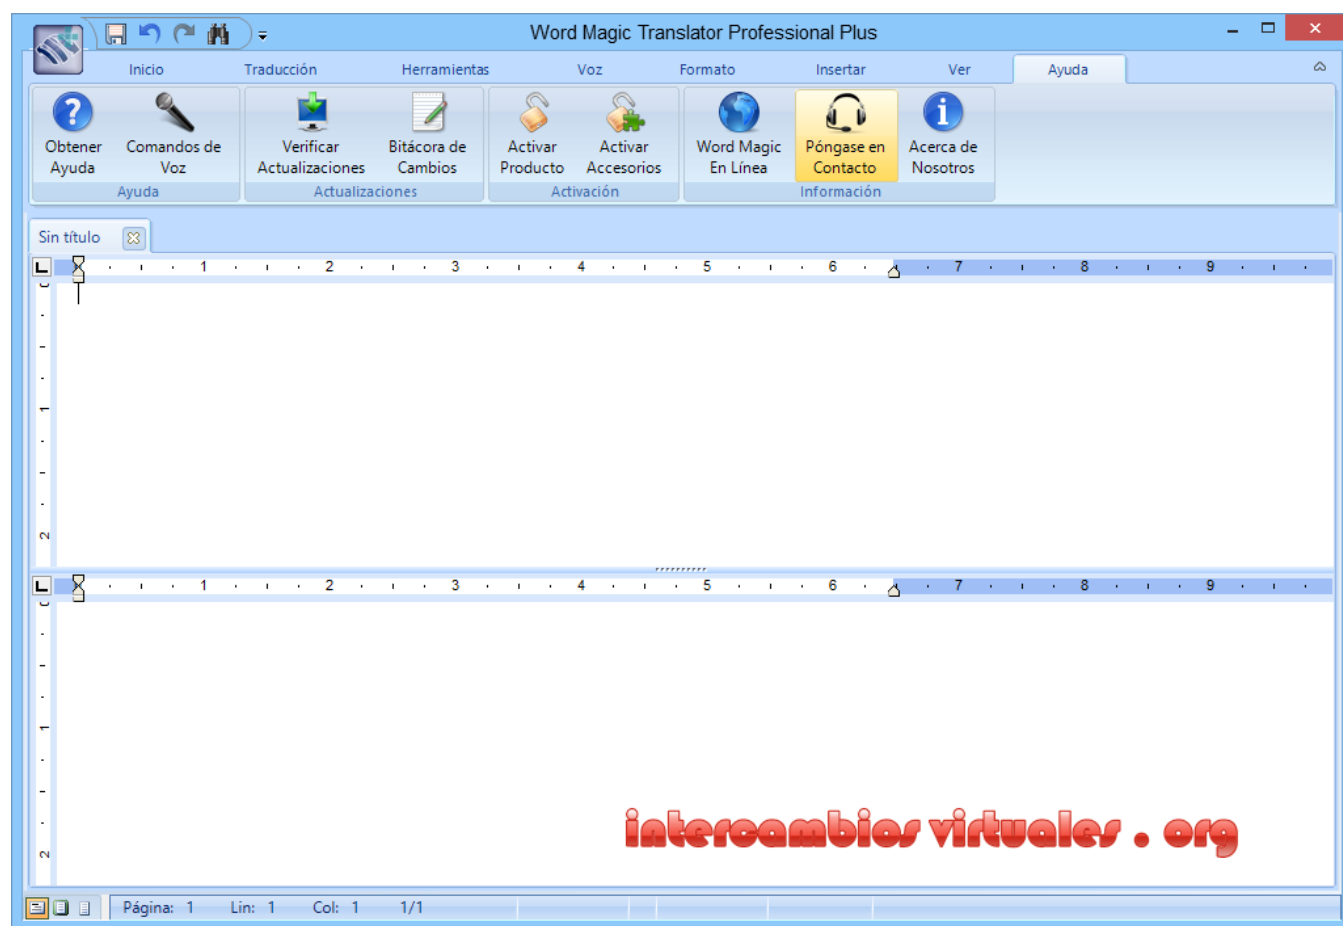 Word Magic Translator Professional Plus
Inicio Traducción Herramientas Voz Formato Insertar Ver Ayuda
Obtener Ayuda
Comandos de Voz
Verificar Actualizaciones
Bitácora de Cambios
Activar Producto
Activar Accesorios
Word Magic En Línea
Póngase en Contacto
Acerca de Nosotros
Ayuda Actualizaciones Activación Información
Sin título
L 1 2 3 4 5 6 7 8 9
0
1
2
L 1 2 3 4 5 6 7 8 9
0
1
2
intercambios virtuales . org
Página: 1 Lin: 1 Col: 1 1/1